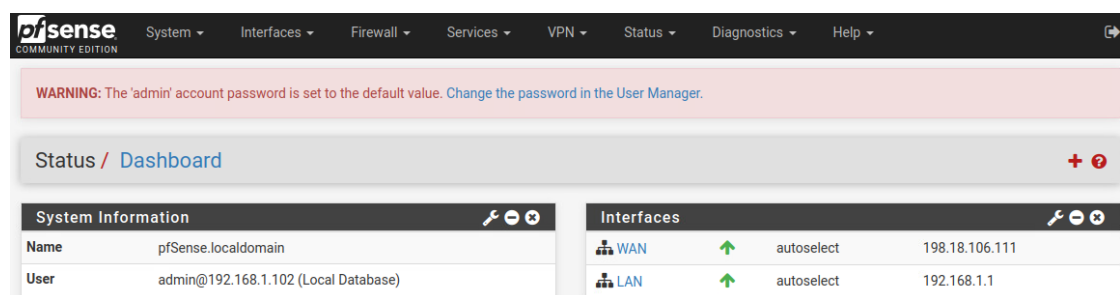 pfsense
COMMUNITY EDITION
System Interfaces Firewall Services VPN Status Diagnostics Help
WARNING: The 'admin' account password is set to the default value. Change the password in the User Manager.
Status / Dashboard
System Information
Name pfSense.localdomain
User admin@192.168.1.102 (Local Database)
Interfaces
WAN autoselect 198.18.106.111
LAN autoselect 192.168.1.1